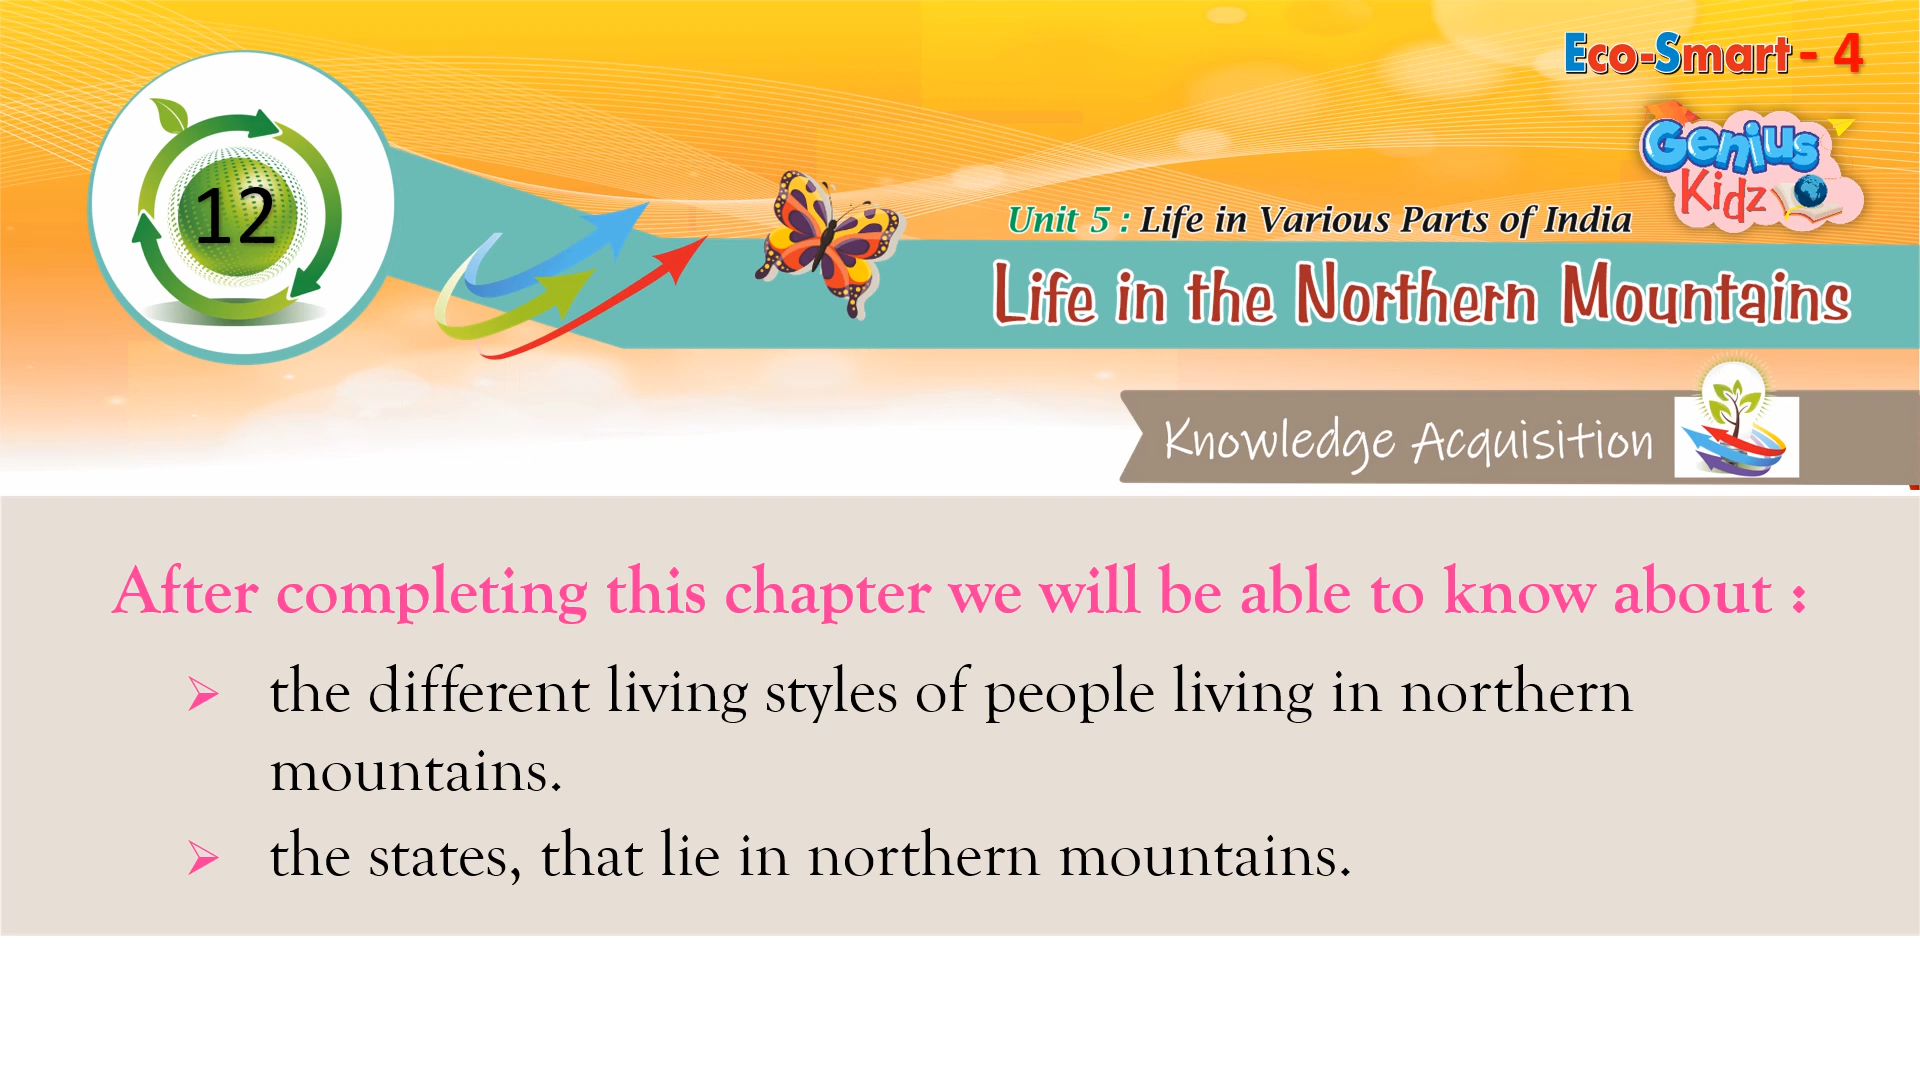 Eco-Smart - 4
Genius
Kidz
12
Unit 5 : Life in Various Parts of India
Life in the Northern Mountains
Knowledge Acquisition
After completing this chapter we will be able to know about :
➢ the different living styles of people living in northern
mountains.
➢ the states, that lie in northern mountains.